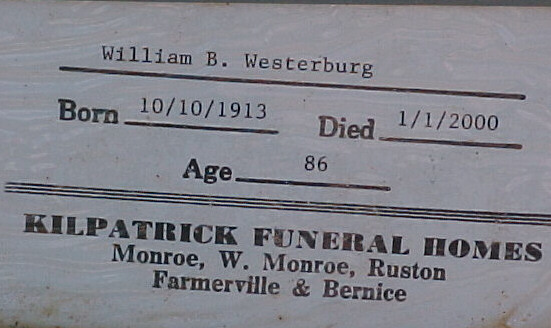 William B. Westerburg
Born 10/10/1913 Died 1/1/2000
Age 86
KILPATRICK FUNERAL HOMES
Monroe, W. Monroe, Ruston
Farmerville & Bernice